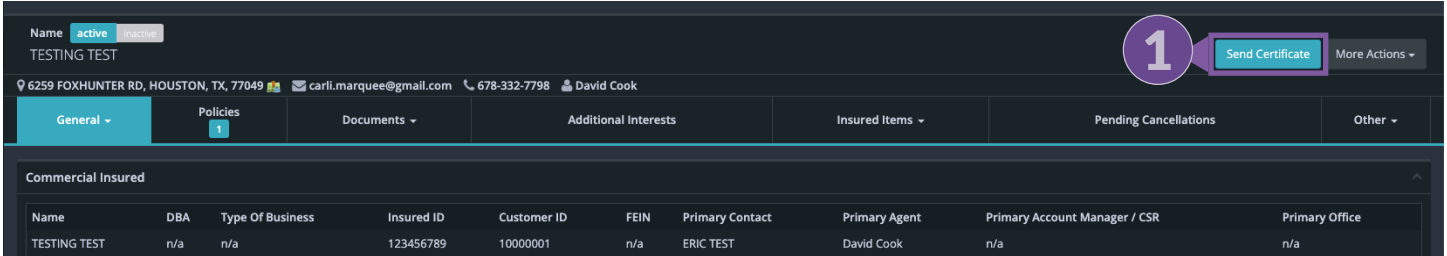 Name active inactive
TESTING TEST
1
Send Certificate
More Actions
6259 FOXHUNTER RD, HOUSTON, TX, 77049 carli.marquee@gmail.com 678-332-7798 David Cook
General
Policies
1
Documents
Additional Interests
Insured Items
Pending Cancellations
Other
Commercial Insured
Name DBA Type Of Business Insured ID Customer ID FEIN Primary Contact Primary Agent Primary Account Manager / CSR Primary Office
TESTING TEST n/a n/a 123456789 10000001 n/a ERIC TEST David Cook n/a n/a